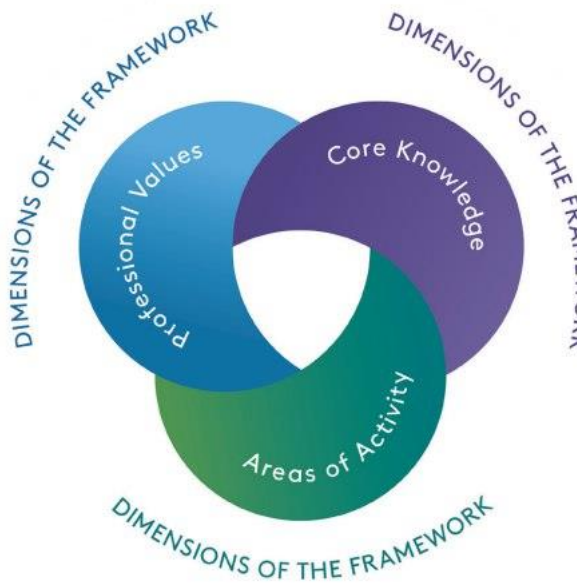 DIMENSIONS OF THE FRAMEWORK
DIMENSIONS OF THE FRAMEWORK
Professional Values
Core Knowledge
Areas of Activity
DIMENSIONS OF THE FRAMEWORK